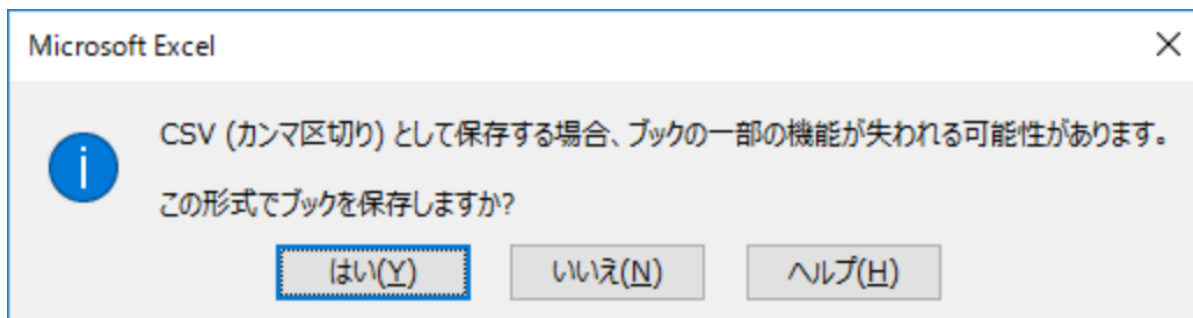 Microsoft Excel
CSV (カンマ区切り) として保存する場合、ブックの一部の機能が失われる可能性があります。
この形式でブックを保存しますか?
はい(Y) いいえ(N) ヘルプ(H)